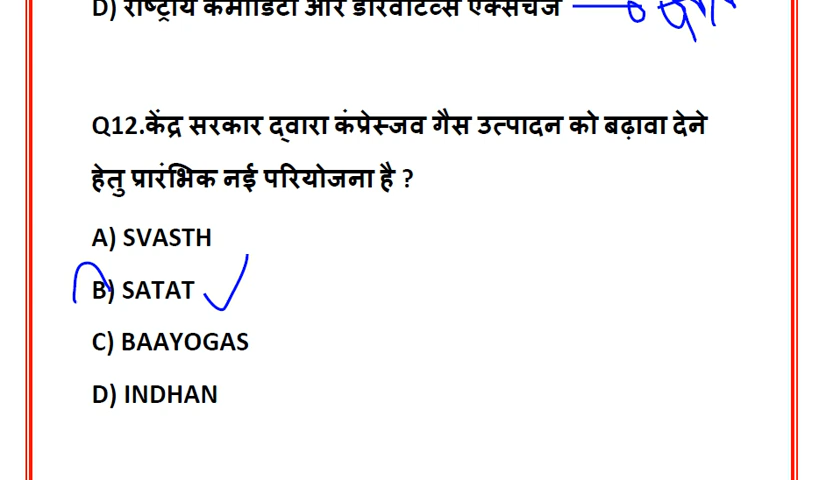 D) राष्ट्रीय कमोडिटी और डेरिवेटिव्स एक्सचेंज
Q12.केंद्र सरकार द्वारा कंप्रेस्जव गैस उत्पादन को बढ़ावा देने
हेतु प्रारंभिक नई परियोजना है ?
A) SVASTH
B) SATAT
C) BAAYOGAS
D) INDHAN